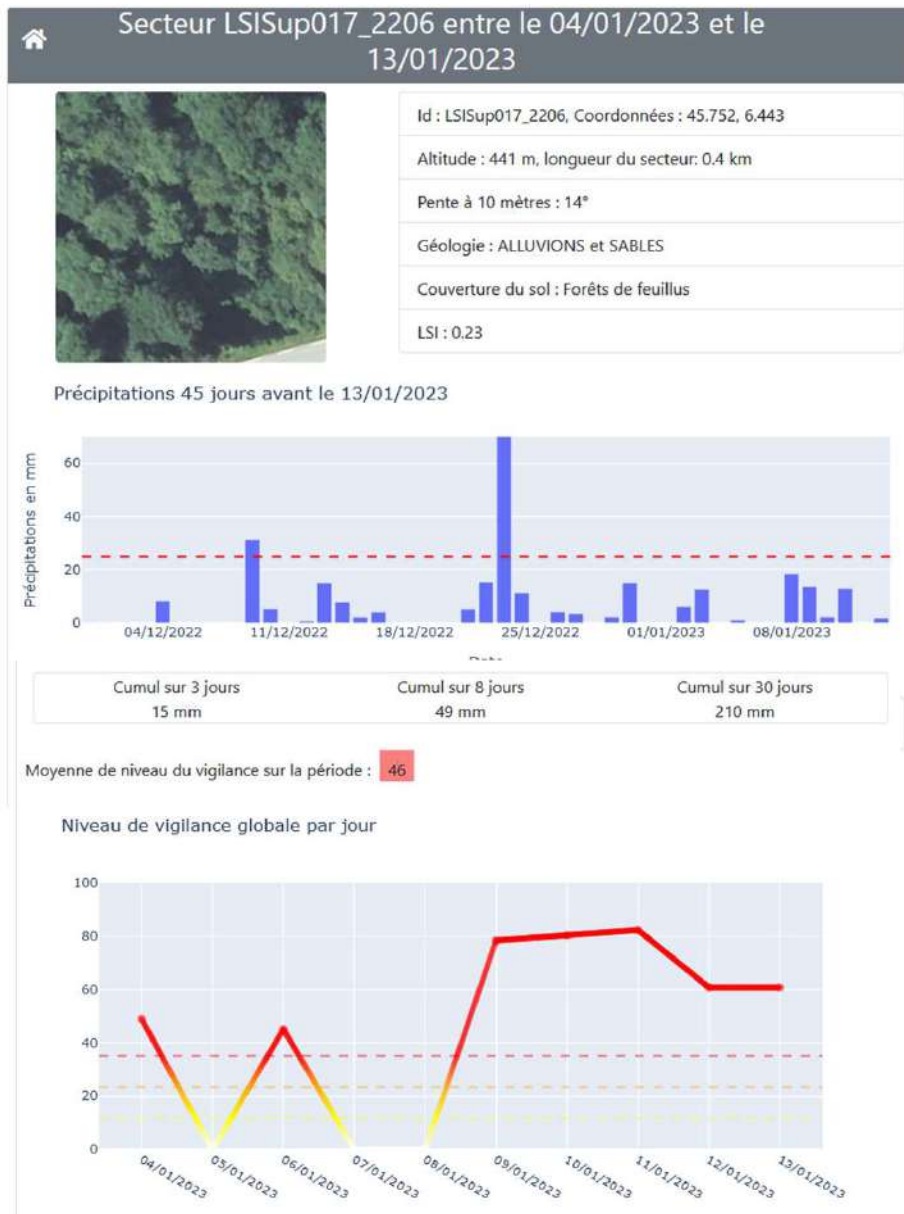 Secteur LSISup017_2206 entre le 04/01/2023 et le
13/01/2023
Id : LSISup017_2206, Coordonnées : 45.752, 6.443
Altitude : 441 m, longueur du secteur: 0.4 km
Pente à 10 mètres : 14°
Géologie : ALLUVIONS et SABLES
Couverture du sol : Forêts de feuillus
LSI : 0.23
Précipitations 45 jours avant le 13/01/2023
Précipitations en mm
60
40
20
0
04/12/2022 11/12/2022 18/12/2022 25/12/2022 01/01/2023 08/01/2023
Cumul sur 3 jours Cumul sur 8 jours Cumul sur 30 jours
15 mm 49 mm 210 mm
Moyenne de niveau du vigilance sur la période : 46
Niveau de vigilance globale par jour
100
80
60
40
20
0
04/01/2023 05/01/2023 06/01/2023 07/01/2023 08/01/2023 09/01/2023 10/01/2023 11/01/2023 12/01/2023 13/01/2023